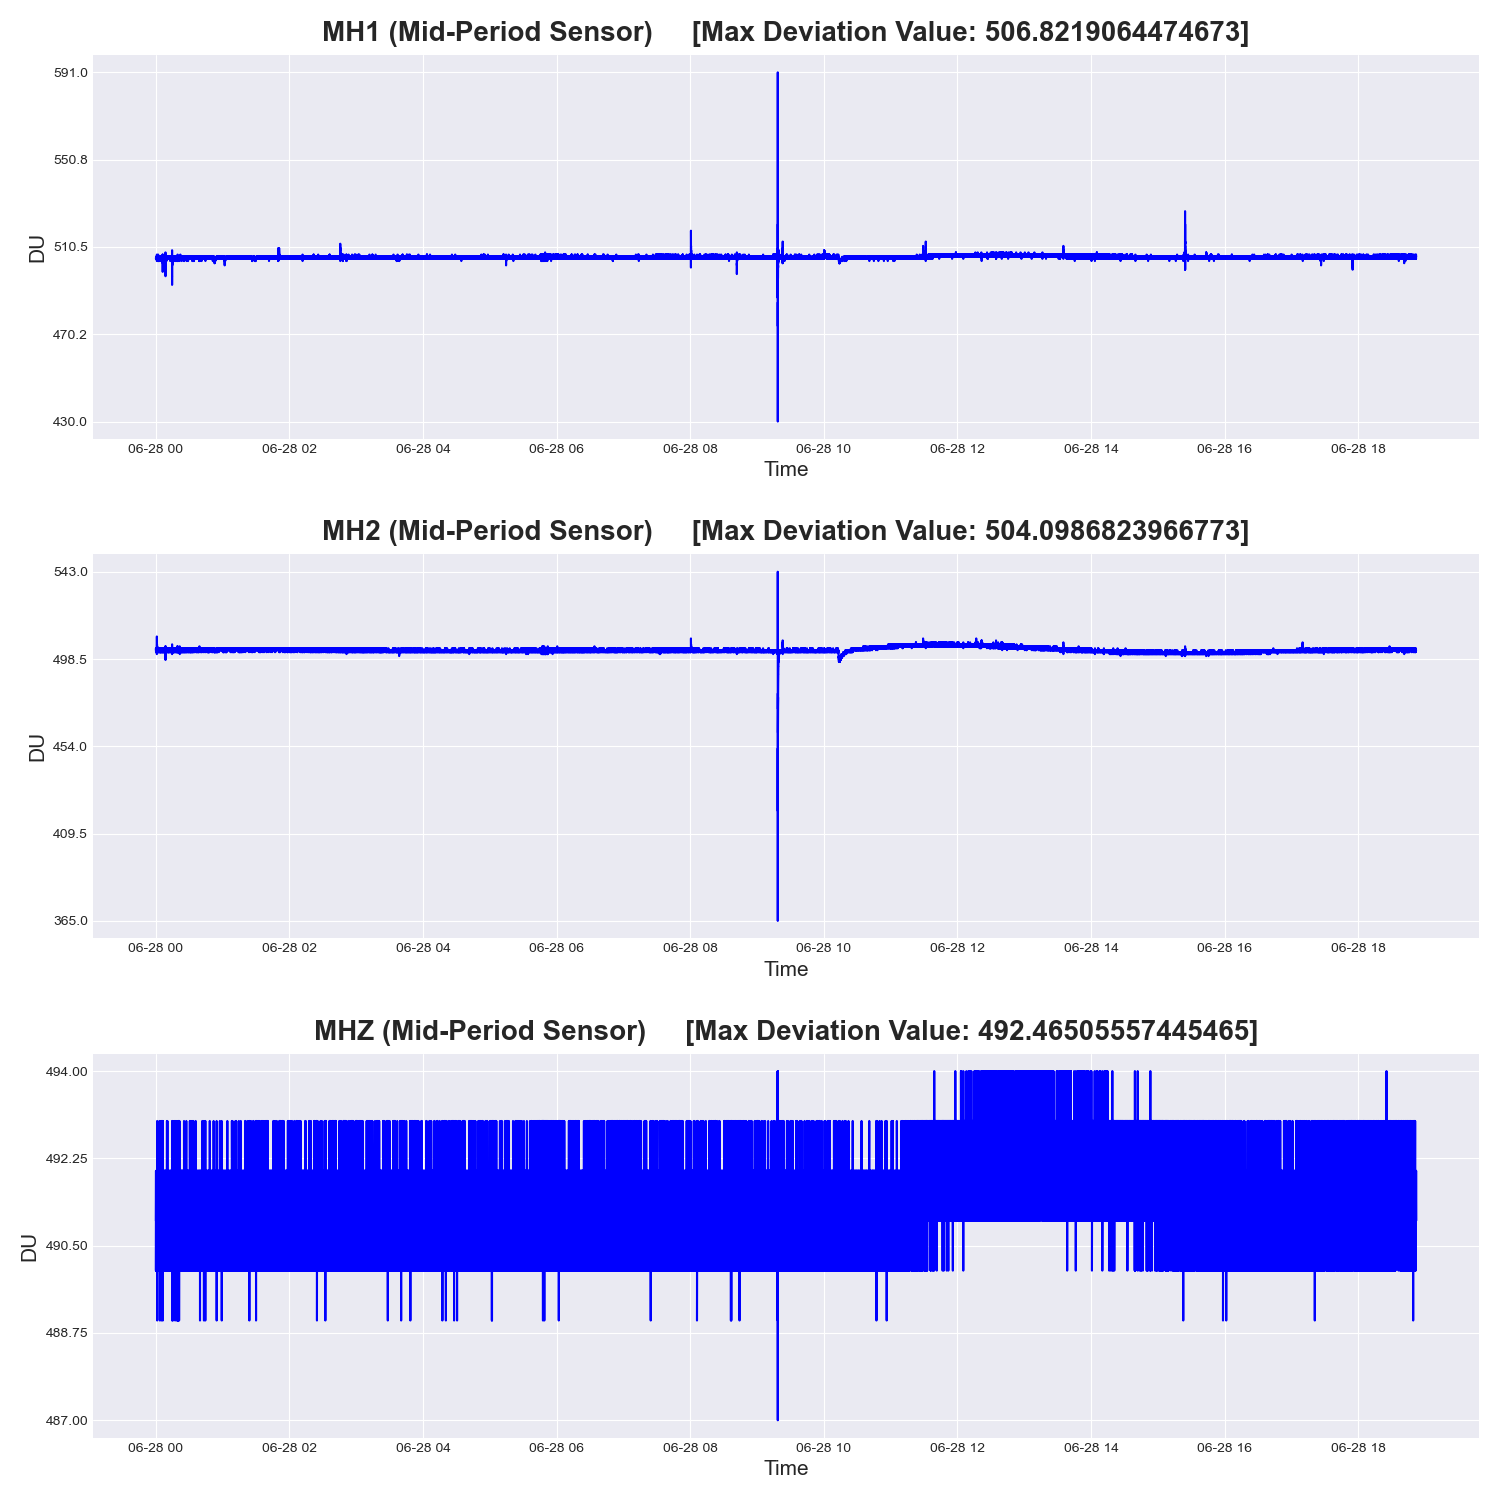 MH1 (Mid-Period Sensor) [Max Deviation Value: 506.8219064474673]
591.0
550.8
510.5
470.2
430.0
DU
06-28 00 06-28 02 06-28 04 06-28 06 06-28 08 06-28 10 06-28 12 06-28 14 06-28 16 06-28 18
Time
MH2 (Mid-Period Sensor) [Max Deviation Value: 504.0986823966773]
543.0
498.5
454.0
409.5
365.0
DU
06-28 00 06-28 02 06-28 04 06-28 06 06-28 08 06-28 10 06-28 12 06-28 14 06-28 16 06-28 18
Time
MHZ (Mid-Period Sensor) [Max Deviation Value: 492.46505557445465]
494.00
492.25
490.50
488.75
487.00
DU
06-28 00 06-28 02 06-28 04 06-28 06 06-28 08 06-28 10 06-28 12 06-28 14 06-28 16 06-28 18
Time